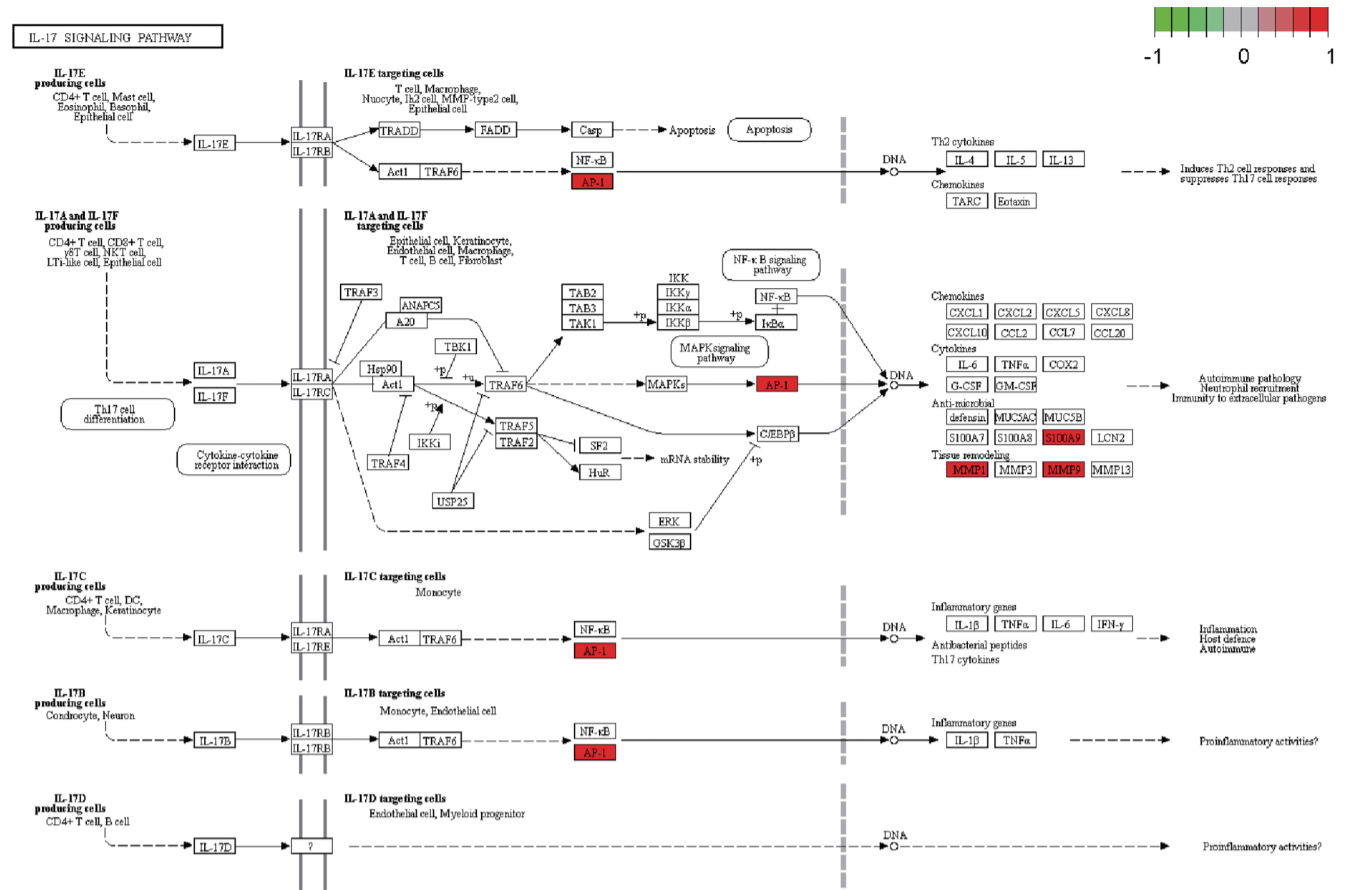 IL-17 SIGNALING PATHWAY
-1 0 1
IL-17E
producing cells
CD4+ T cell, Mast cell,
Eosinophil, Basophil,
Epithelial cell
IL-17E
IL-17RA
IL-17RB
IL-17E targeting cells
T cell, Macrophage,
Nuocyte, Ih2 cell, MMP-type2 cell,
Epithelial cell
TRADD
FADD
Casp
Apoptosis
Apoptosis
Act1
TRAF6
NF-κB
AP-1
DNA
Th2 cytokines
IL-4
IL-5
IL-13
Chemokines
TARC
Eotaxin
Induces Th2 cell responses and
suppresses Th17 cell responses
IL-17A and IL-17F
producing cells
CD4+ T cell, CD8+ T cell,
γδT cell, NKT cell,
LTi-like cell, Epithelial cell
IL-17A
IL-17F
Th17 cell
differentiation
Cytokine-cytokine
receptor interaction
IL-17RA
IL-17RC
IL-17A and IL-17F
targeting cells
Epithelial cell, Keratinocyte,
Endothelial cell, Macrophage,
T cell, B cell, Fibroblast
TRAF3
ANAPC5
A20
TBK1
Hsp90
Act1
+p
+u
TRAF6
+p
IKKi
TRAF4
TRAF5
TRAF2
USP25
SF2
HuR
mRNA stability
TAB2
TAB3
TAK1
+p
IKK
IKKγ
IKKα
IKKβ
+p
NF-κB signaling
pathway
NF-κB
IκBα
MAPK signaling
pathway
MAPKs
AP-1
C/EBPβ
+p
ERK
GSK3β
DNA
Chemokines
CXCL1
CXCL2
CXCL5
CXCL8
CXCL10
CCL2
CCL7
CCL20
Cytokines
IL-6
TNFα
COX2
G-CSF
GM-CSF
Anti-microbial
defensin
MUC5AC
MUC5B
S100A7
S100A8
S100A9
LCN2
Tissue remodeling
MMP1
MMP3
MMP9
MMP13
Autoimmune pathology
Neutrophil recruitment
Immunity to extracellular pathogens
IL-17C
producing cells
CD4+ T cell, DC,
Macrophage, Keratinocyte
IL-17C
IL-17RA
IL-17RE
IL-17C targeting cells
Monocyte
Act1
TRAF6
NF-κB
AP-1
DNA
Inflammatory genes
IL-1β
TNFα
IL-6
IFN-γ
Antibacterial peptides
Th17 cytokines
Inflammation
Host defence
Autoimmune
IL-17B
producing cells
Condrocyte, Neuron
IL-17B
IL-17RB
IL-17RB
IL-17B targeting cells
Monocyte, Endothelial cell
Act1
TRAF6
NF-κB
AP-1
DNA
Inflammatory genes
IL-1β
TNFα
Proinflammatory activities?
IL-17D
producing cells
CD4+ T cell, B cell
IL-17D
?
IL-17D targeting cells
Endothelial cell, Myeloid progenitor
DNA
Proinflammatory activities?